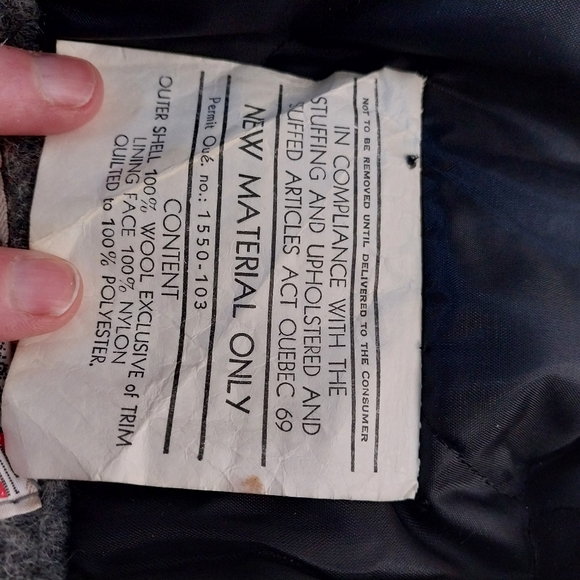 NOT TO BE REMOVED UNTIL DELIVERED TO THE CONSUMER
IN COMPLIANCE WITH THE
STUFFING AND UPHOLSTERED AND
STUFFED ARTICLES ACT QUEBEC 69
NEW MATERIAL ONLY
Permit Qué. no.: 1550-103
CONTENT
OUTER SHELL 100% WOOL EXCLUSIVE of TRIM
LINING FACE 100% NYLON
QUILTED to 100% POLYESTER.